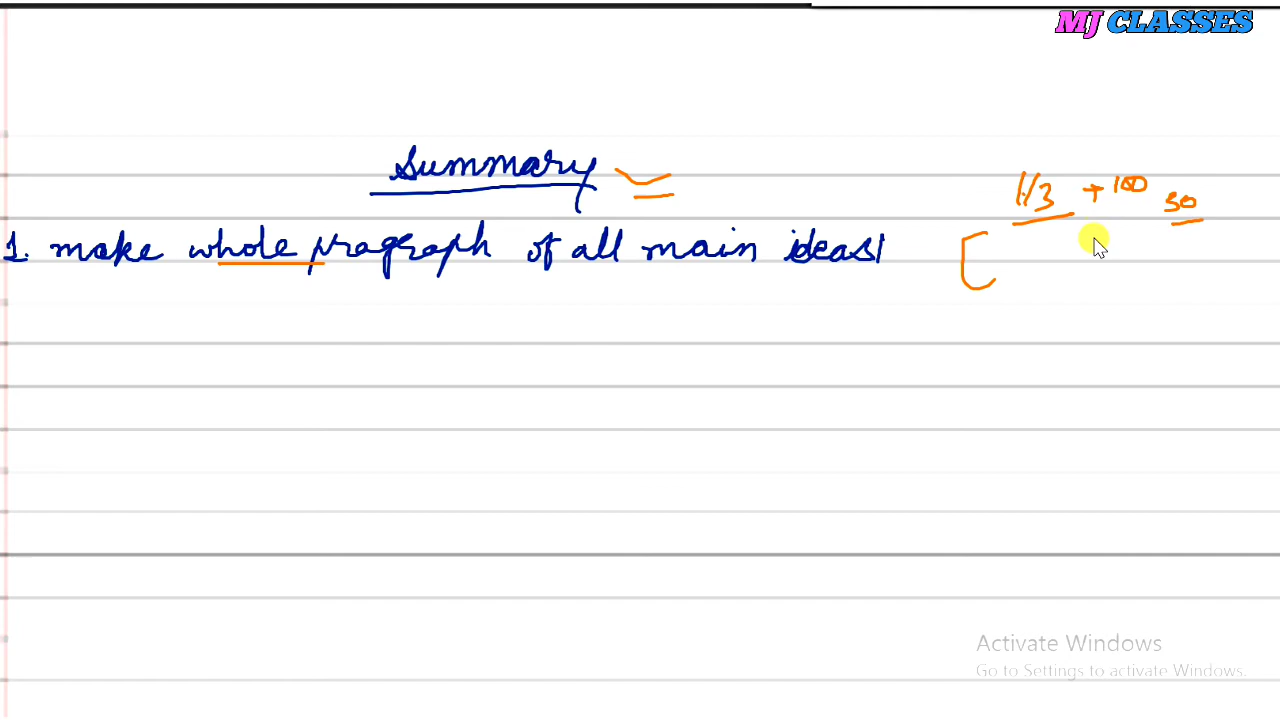 MJ CLASSES
Summary
1/3 +100 50
1. make whole pragraph of all main ideas
Activate Windows
Go to Settings to activate Windows.